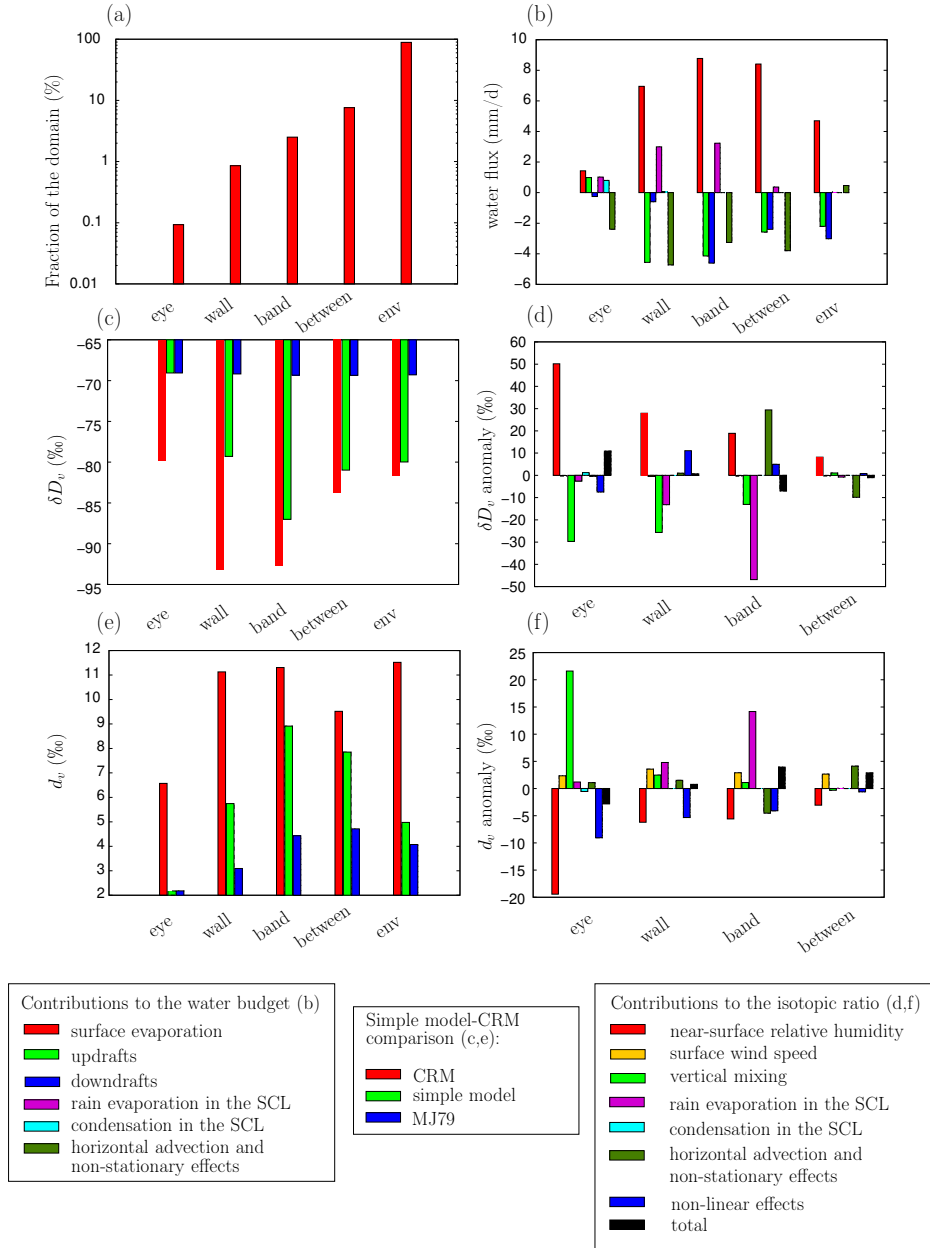 (a)
Fraction of the domain (%)
100
10
1
0.1
0.01
eye
wall
band
between
env
(b)
water flux (mm/d)
10
8
6
4
2
0
−2
−4
−6
eye
wall
band
between
env
(c)
δD_v (‰)
−65
−70
−75
−80
−85
−90
−95
eye
wall
band
between
env
(d)
δD_v anomaly (‰)
60
50
40
30
20
10
0
−10
−20
−30
−40
−50
eye
wall
band
between
(e)
d_v (‰)
12
11
10
9
8
7
6
5
4
3
2
eye
wall
band
between
env
(f)
d_v anomaly (‰)
25
20
15
10
5
0
−5
−10
−15
−20
eye
wall
band
between
Contributions to the water budget (b)
surface evaporation
updrafts
downdrafts
rain evaporation in the SCL
condensation in the SCL
horizontal advection and
non-stationary effects
Simple model-CRM
comparison (c,e):
CRM
simple model
MJ79
Contributions to the isotopic ratio (d,f)
near-surface relative humidity
surface wind speed
vertical mixing
rain evaporation in the SCL
condensation in the SCL
horizontal advection and
non-stationary effects
non-linear effects
total